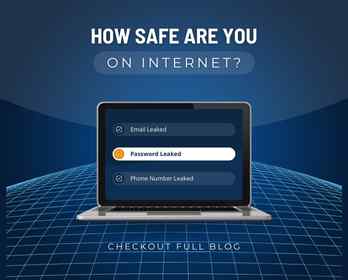 HOW SAFE ARE YOU
ON INTERNET?
Email Leaked
Password Leaked
Phone Number Leaked
CHECKOUT FULL BLOG